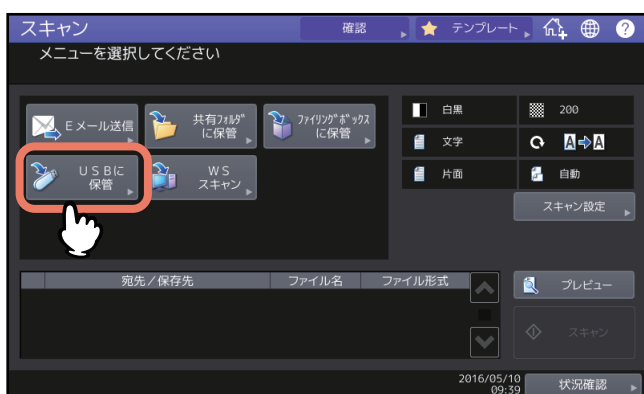 スキャン
確認
テンプレート
?
メニューを選択してください
Eメール送信
共有フォルダ
に保管
ファイリングボックス
に保管
USBに
保管
WS
スキャン
白黒
200
文字
A⇨A
片面
自動
スキャン設定
宛先/保存先
ファイル名
ファイル形式
プレビュー
スキャン
2016/05/10
09:39
状況確認